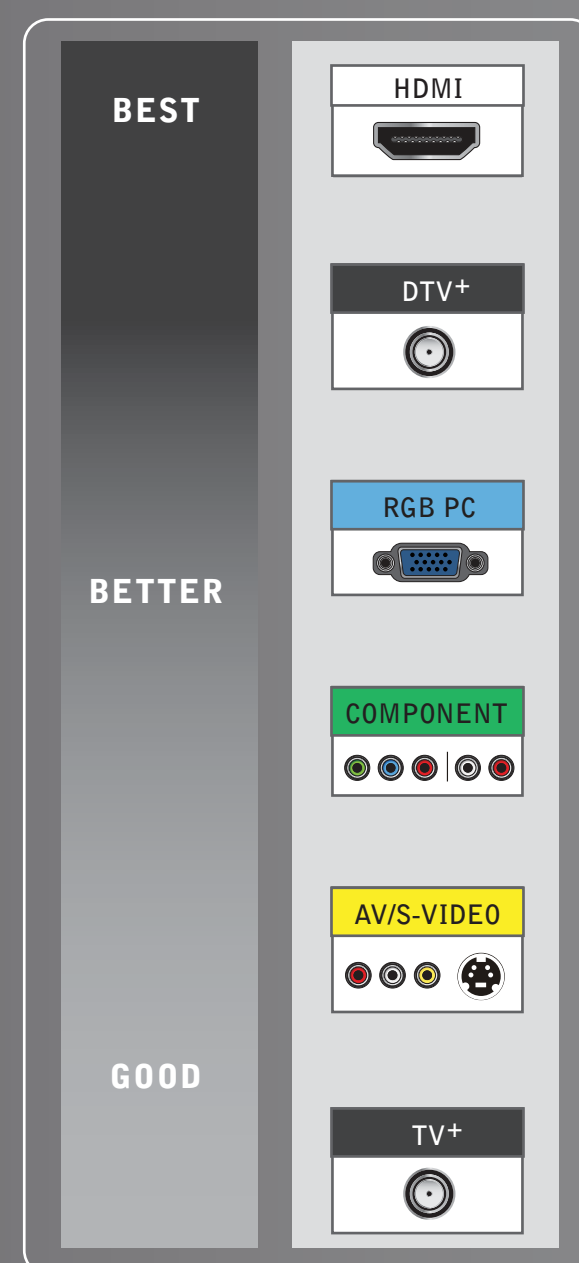 BEST
HDMI
DTV+
RGB PC
BETTER
COMPONENT
AV/S-VIDEO
GOOD
TV+